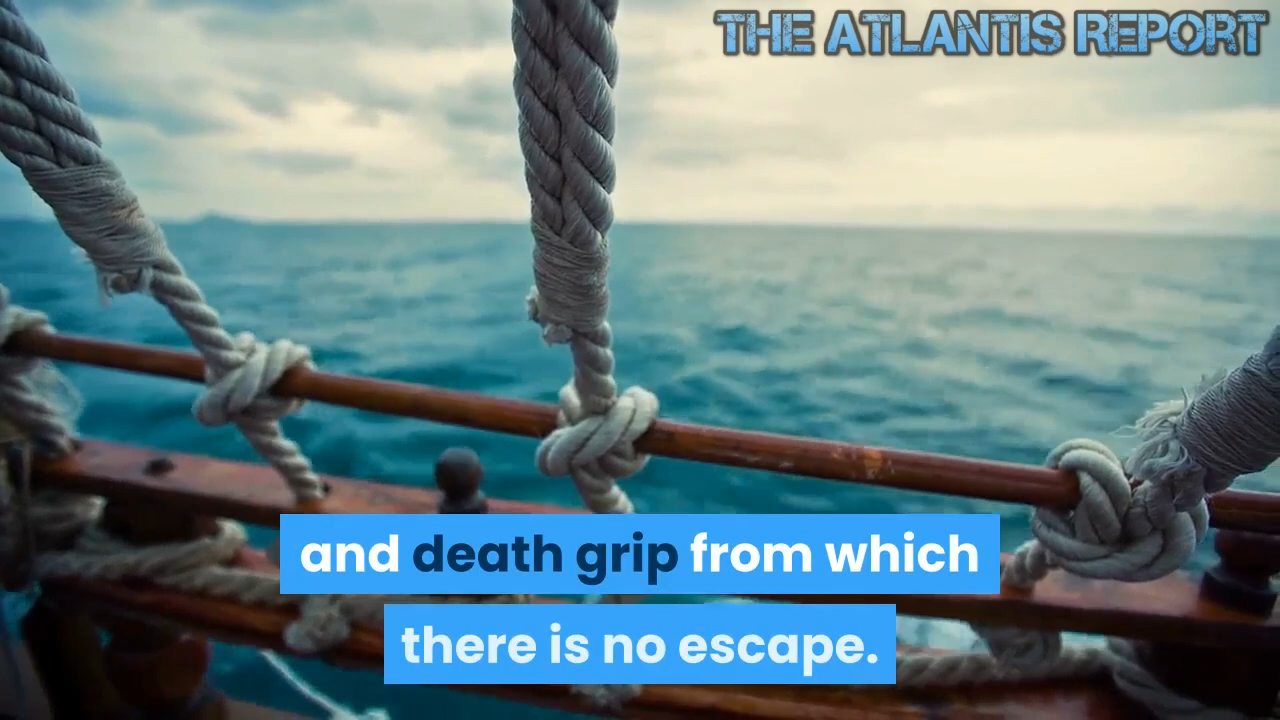 THE ATLANTIS REPORT
and death grip from which
there is no escape.